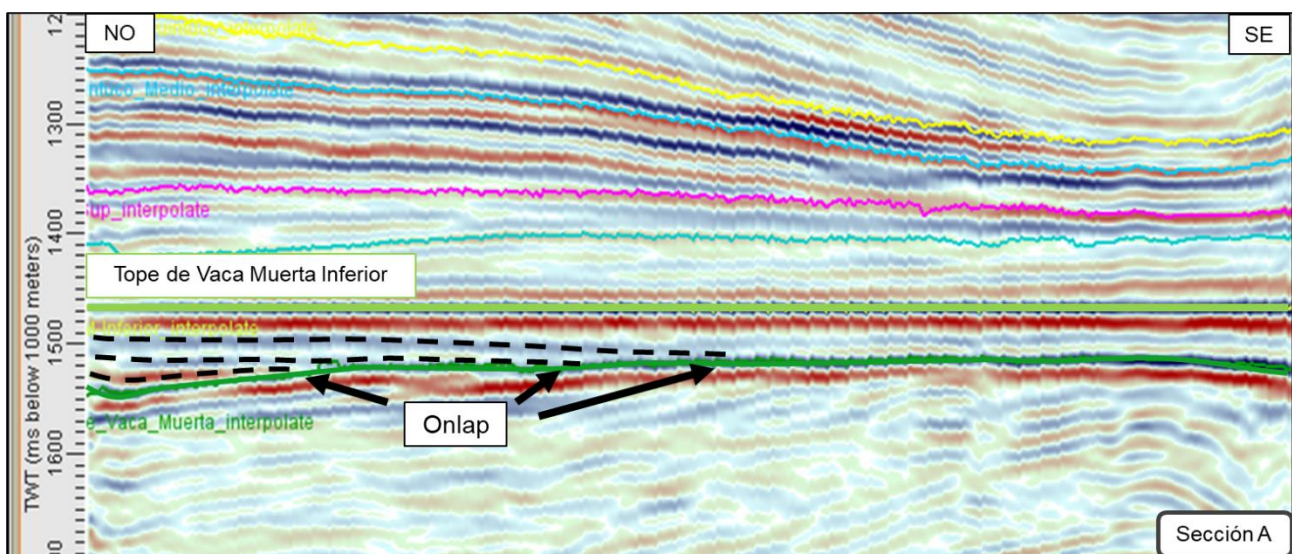 NO
SE
Medio_interpolate
1300
up_interpolate
1400
Tope de Vaca Muerta Inferior
Inferior_interpolate
1500
Onlap
Vaca_Muerta_interpolate
1600
TWT (ms below 1000 meters)
Sección A